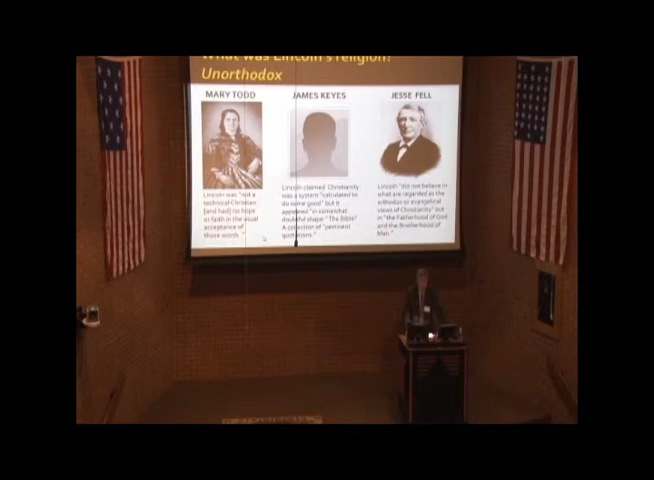 What was Lincoln's religion?
Unorthodox
MARY TODD
Lincoln was "not a
technical Christian
[and had] no hope
or faith in the usual
acceptance of
those words."
JAMES KEYES
Lincoln claimed Christianity
was a system "calculated to
do some good" but it
appeared "in somewhat
doubtful shape." The Bible?
A collection of "pertinent
quotations."
JESSE FELL
Lincoln "did not believe in
what are regarded as the
orthodox or evangelical
views of Christianity" but
in "the Fatherhood of God
and the Brotherhood of
Man."